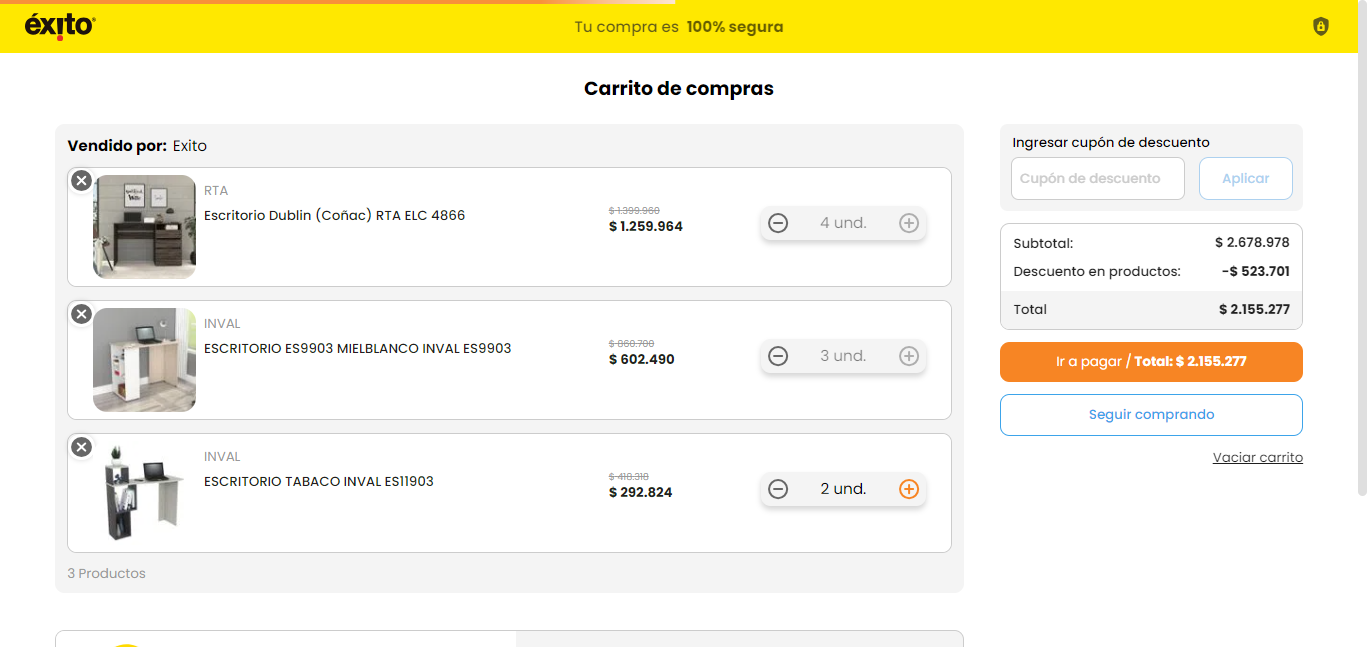 éxito
Tu compra es 100% segura
Carrito de compras
Vendido por: Exito
RTA
Escritorio Dublin (Coñac) RTA ELC 4866
$ 1.399.960
$ 1.259.964
4 und.
INVAL
ESCRITORIO ES9903 MIELBLANCO INVAL ES9903
$ 860.700
$ 602.490
3 und.
INVAL
ESCRITORIO TABACO INVAL ES11903
$ 418.318
$ 292.824
2 und.
3 Productos
Ingresar cupón de descuento
Cupón de descuento
Aplicar
Subtotal: $ 2.678.978
Descuento en productos: -$ 523.701
Total $ 2.155.277
Ir a pagar / Total: $ 2.155.277
Seguir comprando
Vaciar carrito